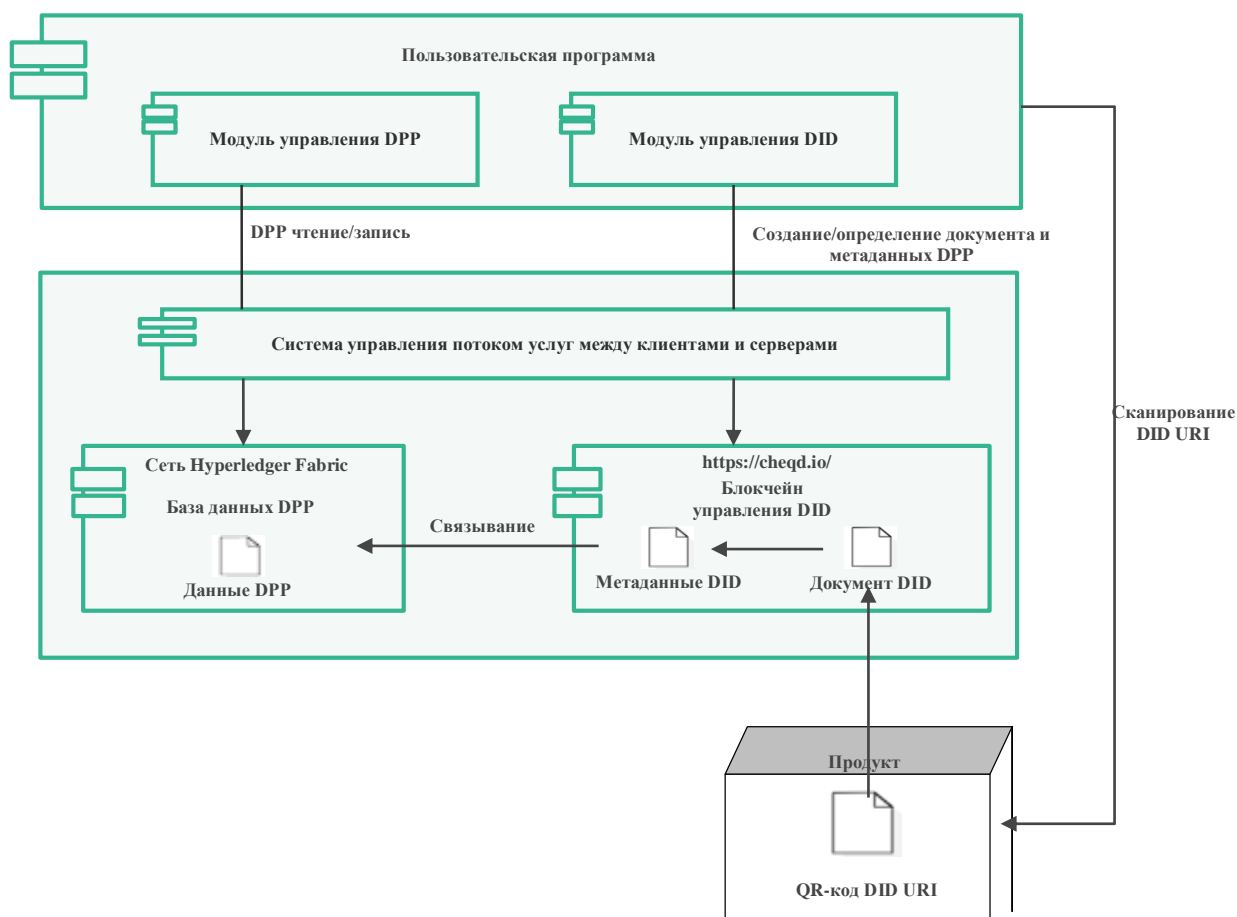 Пользовательская программа
Модуль управления DPP
Модуль управления DID
DPP чтение/запись
Создание/определение документа и
метаданных DPP
Система управления потоком услуг между клиентами и серверами
Сканирование
DID URI
Сеть Hyperledger Fabric
База данных DPP
Данные DPP
Связывание
https://cheqd.io/
Блокчейн
управления DID
Метаданные DID
Документ DID
Продукт
QR-код DID URI